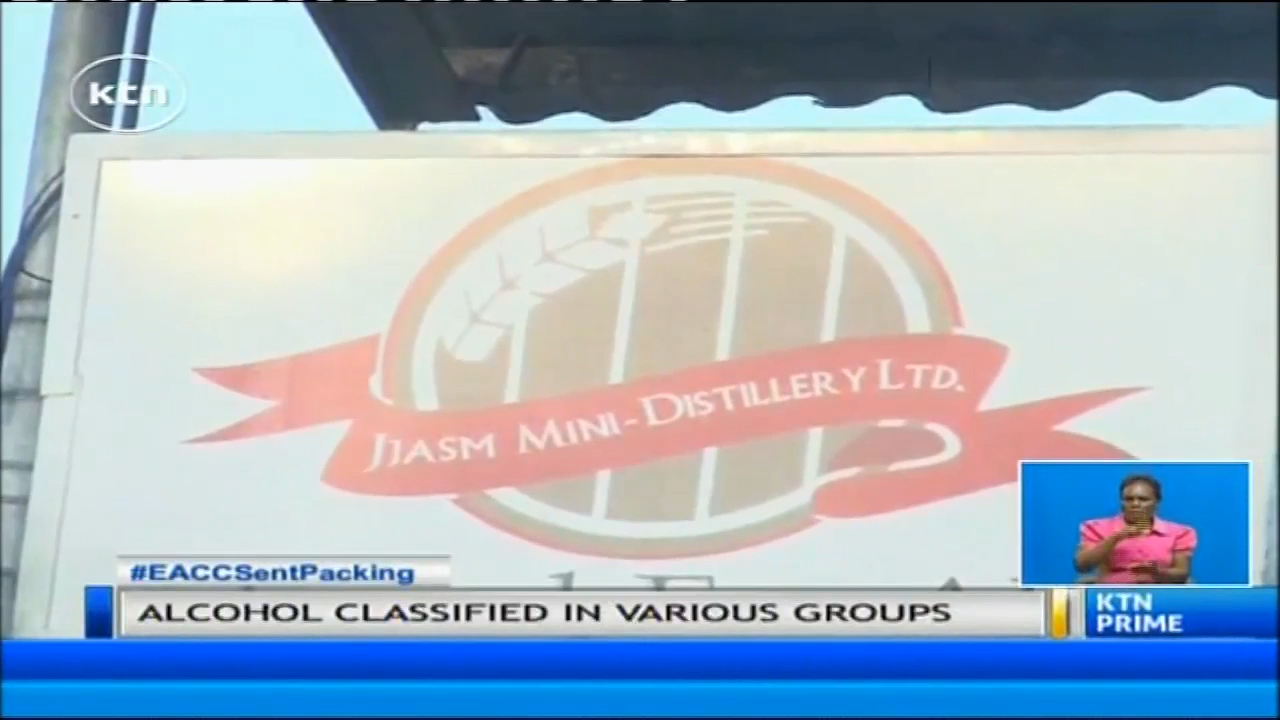 ktn
JJASM MINI-DISTILLERY LTD.
#EACCSentPacking
ALCOHOL CLASSIFIED IN VARIOUS GROUPS
KTN
PRIME